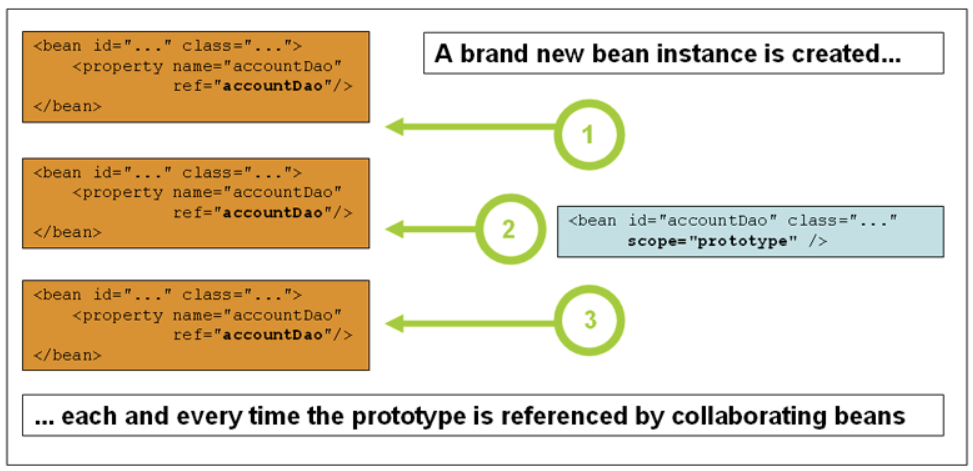 <bean id="..." class="...">
<property name="accountDao"
ref="accountDao"/>
</bean>
A brand new bean instance is created...
1
<bean id="..." class="...">
<property name="accountDao"
ref="accountDao"/>
</bean>
2
<bean id="accountDao" class="..."
scope="prototype" />
<bean id="..." class="...">
<property name="accountDao"
ref="accountDao"/>
</bean>
3
... each and every time the prototype is referenced by collaborating beans